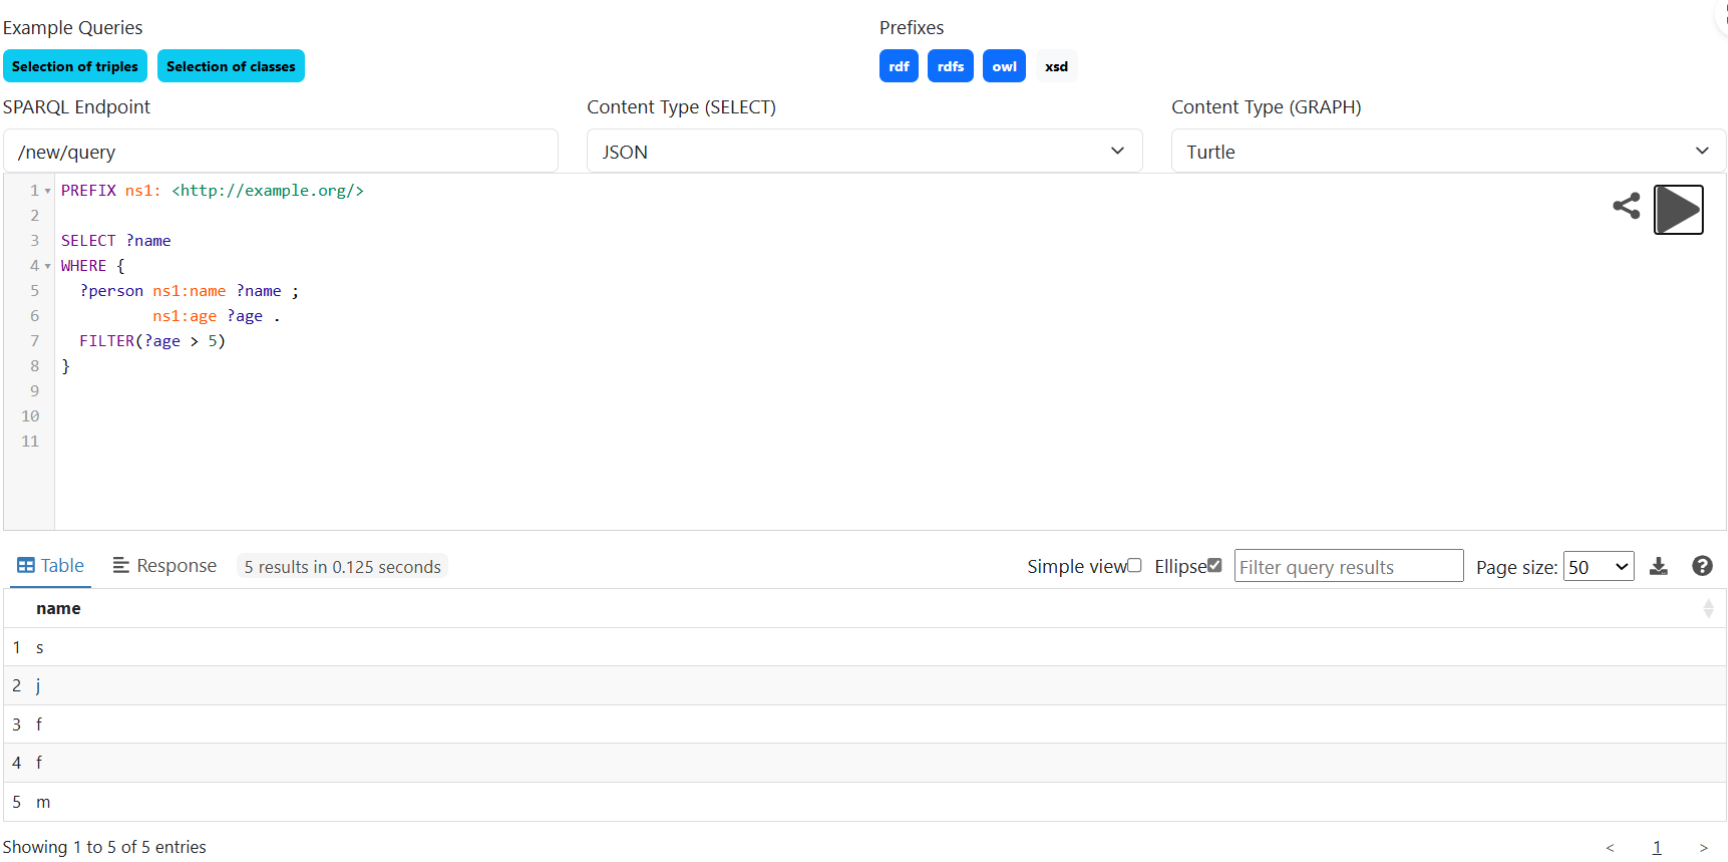 Example Queries
Prefixes
Selection of triples
Selection of classes
rdf
rdfs
owl
xsd
SPARQL Endpoint
Content Type (SELECT)
Content Type (GRAPH)
/new/query
JSON
Turtle
1 PREFIX ns1: <http://example.org/>
2
3 SELECT ?name
4 WHERE {
5 ?person ns1:name ?name ;
6 ns1:age ?age .
7 FILTER(?age > 5)
8 }
9
10
11
Table
Response
5 results in 0.125 seconds
Simple view
Ellipse
Filter query results
Page size: 50
name
1 s
2 j
3 f
4 f
5 m
Showing 1 to 5 of 5 entries
< 1 >